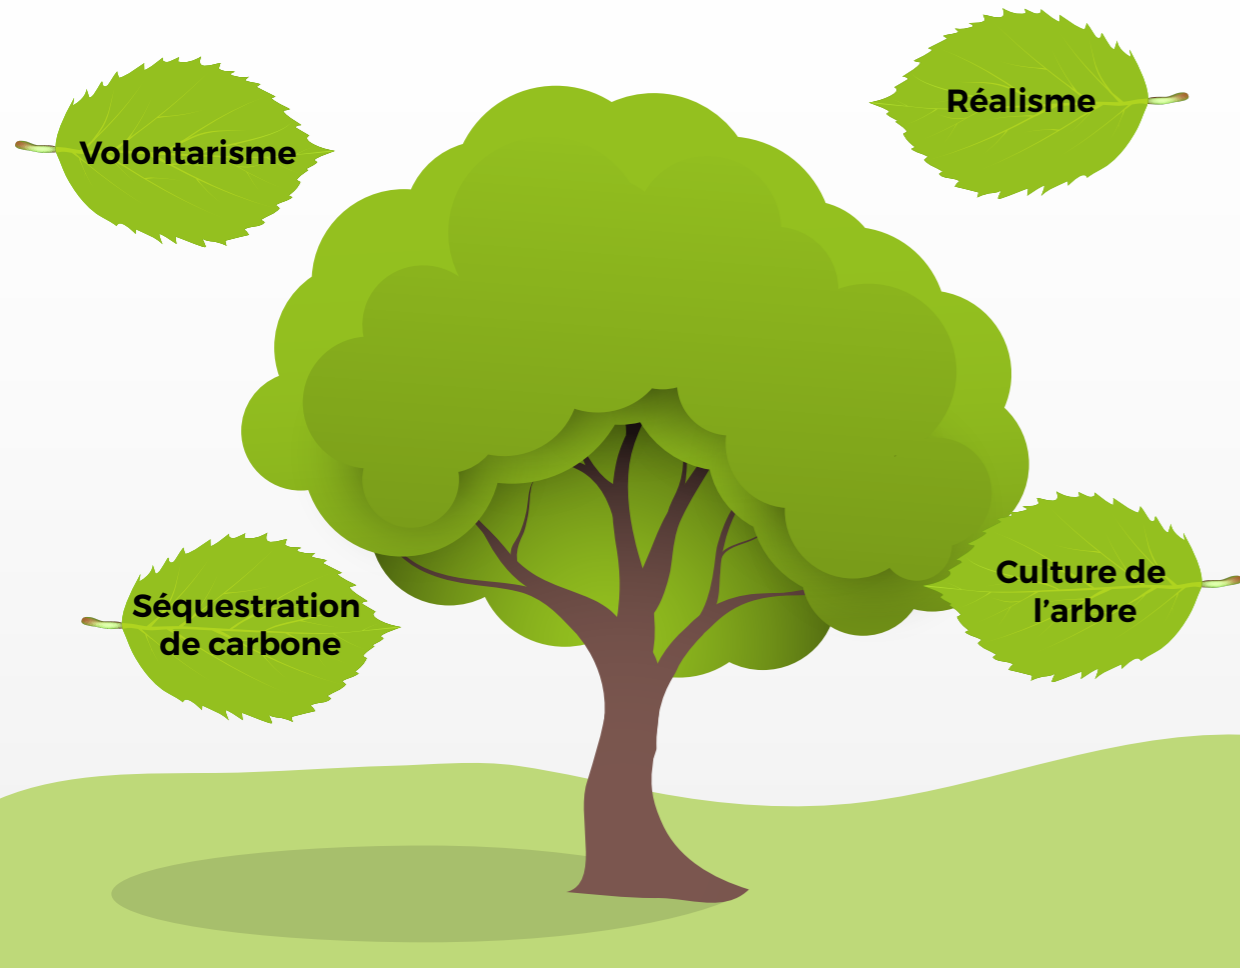 Volontarisme
Réalisme
Séquestration
de carbone
Culture de
l’arbre